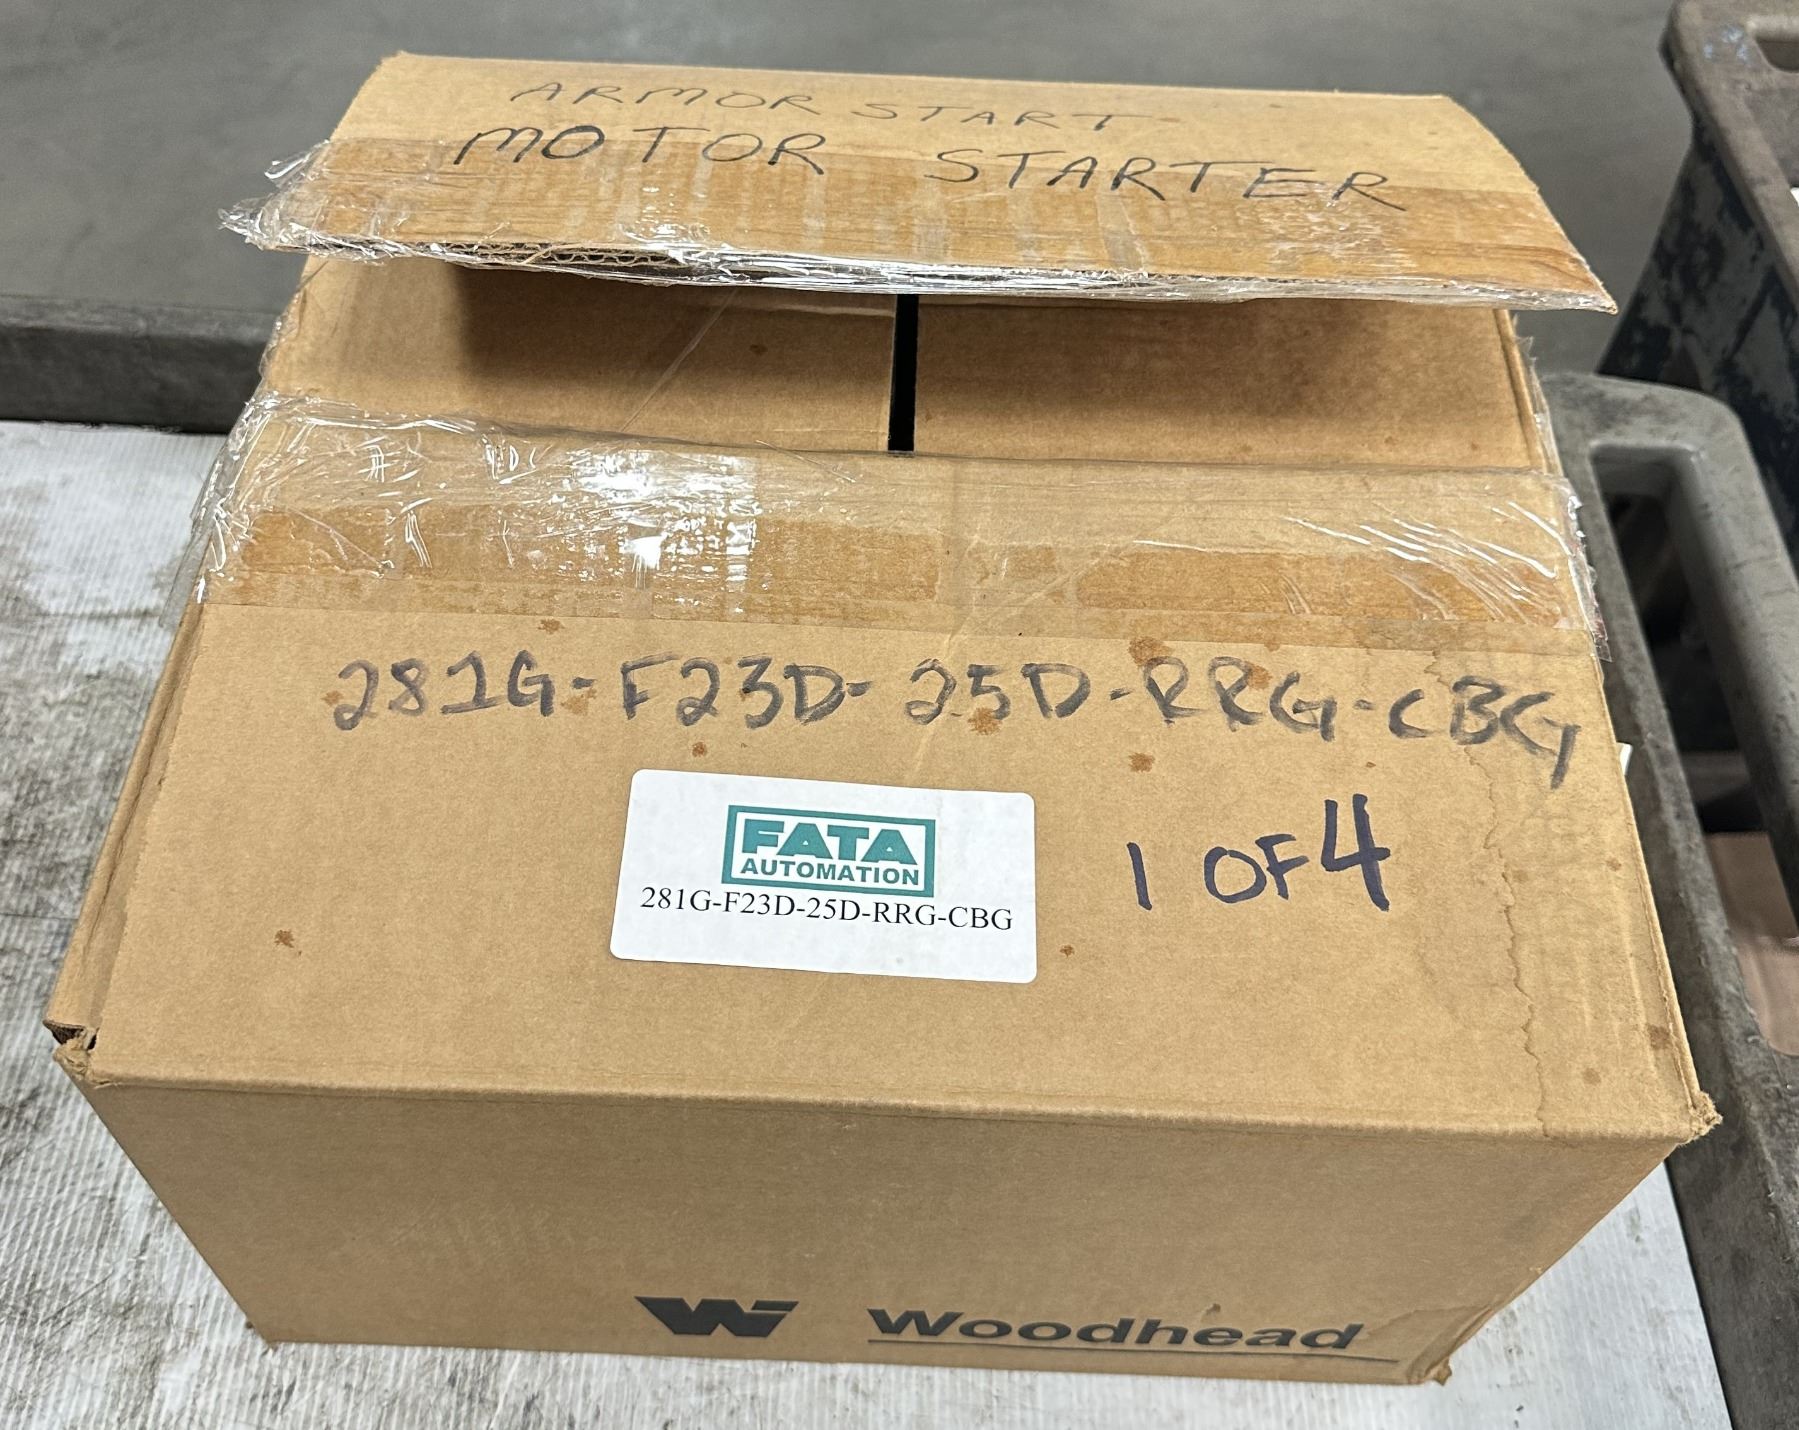 ARMOR START
MOTOR STARTER
281G-F23D-25D-RRG-CBG
FATA
AUTOMATION
281G-F23D-25D-RRG-CBG
1 OF 4
W Woodhead